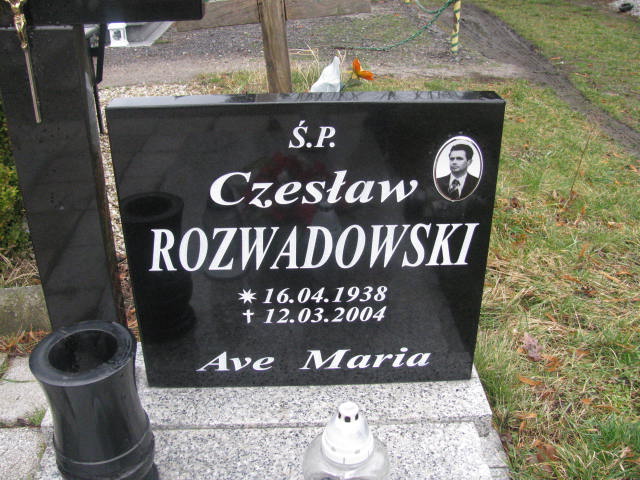 Ś.P.
Czesław
ROZWADOWSKI
✷ 16.04.1938
✝ 12.03.2004
Ave Maria